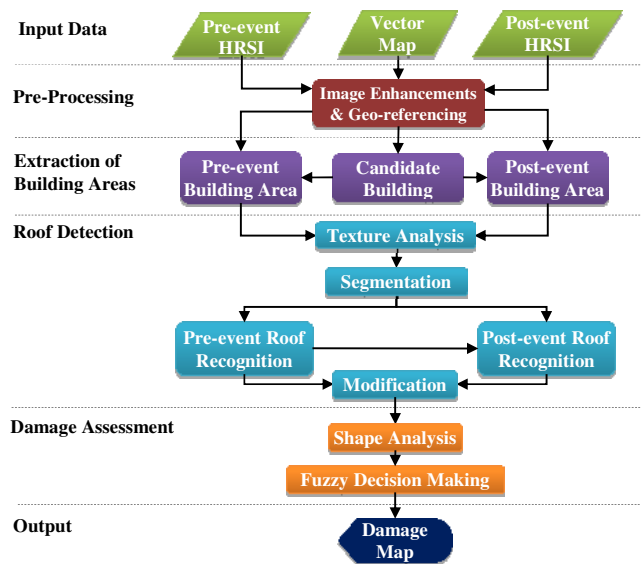 Input Data
Pre-event
HRSI
Vector
Map
Post-event
HRSI
Pre-Processing
Image Enhancements
& Geo-referencing
Extraction of
Building Areas
Pre-event
Building Area
Candidate
Building
Post-event
Building Area
Roof Detection
Texture Analysis
Segmentation
Pre-event Roof
Recognition
Post-event Roof
Recognition
Modification
Damage Assessment
Shape Analysis
Fuzzy Decision Making
Output
Damage
Map